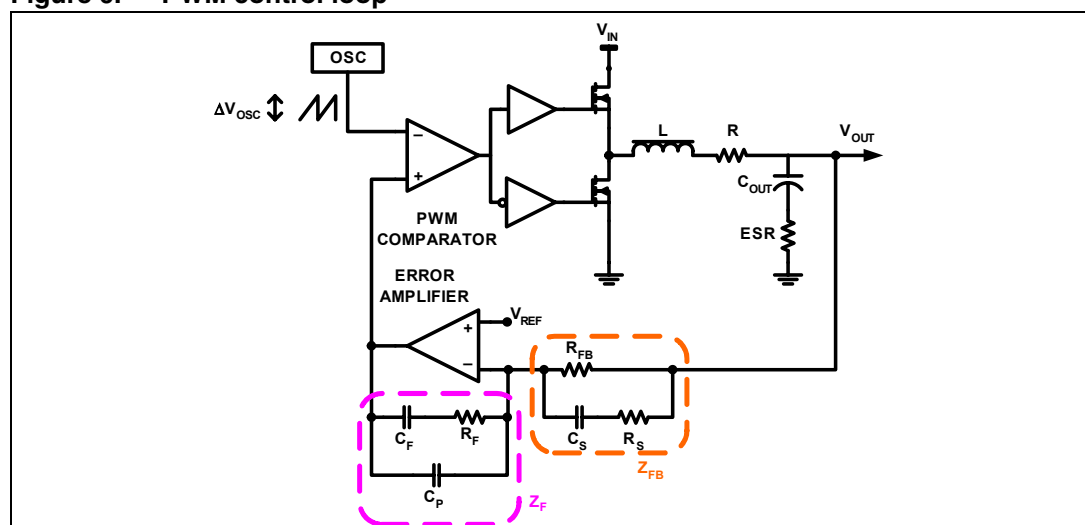 Figure 9. PWM control loop
OSC
ΔV_OSC
V_IN
L
R
V_OUT
C_OUT
ESR
−
+
PWM
COMPARATOR
ERROR
AMPLIFIER
V_REF
+
−
R_FB
C_S
R_S
Z_FB
C_F
R_F
C_P
Z_F